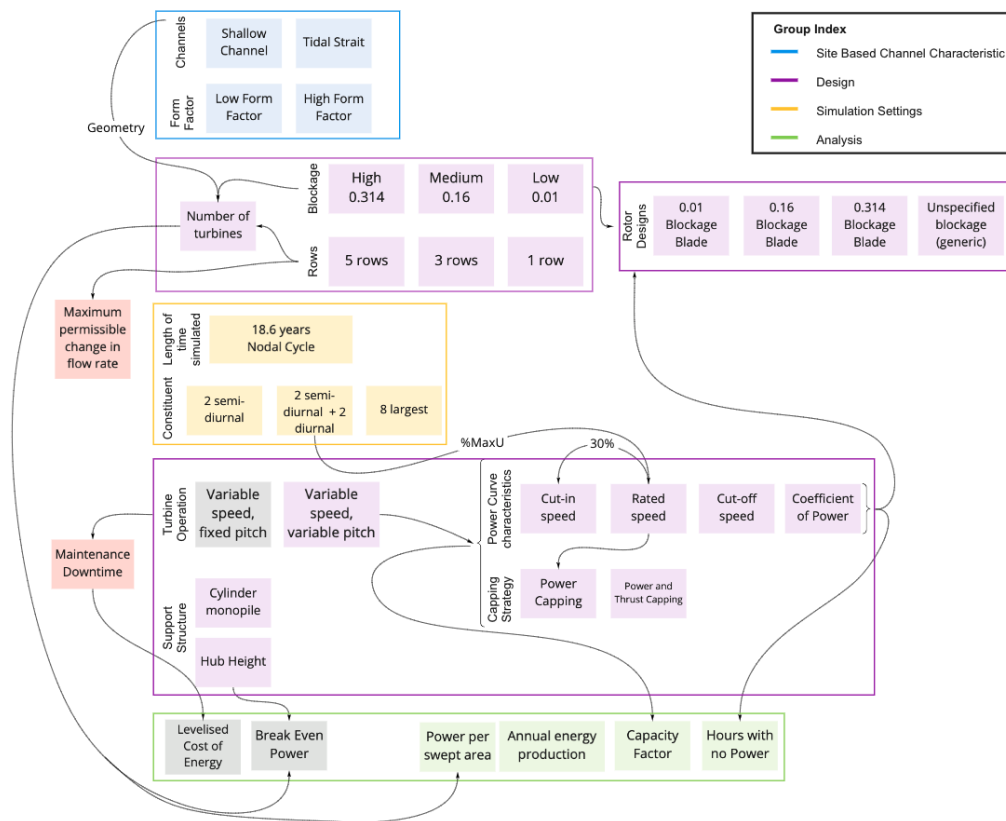 Group Index
Site Based Channel Characteristic
Design
Simulation Settings
Analysis
Channels
Shallow
Channel
Tidal Strait
Form
Factor
Low Form
Factor
High Form
Factor
Geometry
Blockage
High
0.314
Medium
0.16
Low
0.01
Number of
turbines
Rows
5 rows
3 rows
1 row
Rotor
Designs
0.01
Blockage
Blade
0.16
Blockage
Blade
0.314
Blockage
Blade
Unspecified
blockage
(generic)
Maximum
permissible
change in
flow rate
Length of
time
simulated
18.6 years
Nodal Cycle
Constituent
2 semi-
diurnal
2 semi-
diurnal + 2
diurnal
8 largest
%MaxU
30%
Turbine
Operation
Variable
speed,
fixed pitch
Variable
speed,
variable pitch
Power Curve
characteristics
Cut-in
speed
Rated
speed
Cut-off
speed
Coefficient
of Power
Maintenance
Downtime
Capping
Strategy
Power
Capping
Power and
Thrust Capping
Support
Structure
Cylinder
monopile
Hub Height
Levelised
Cost of
Energy
Break Even
Power
Power per
swept area
Annual energy
production
Capacity
Factor
Hours with
no Power